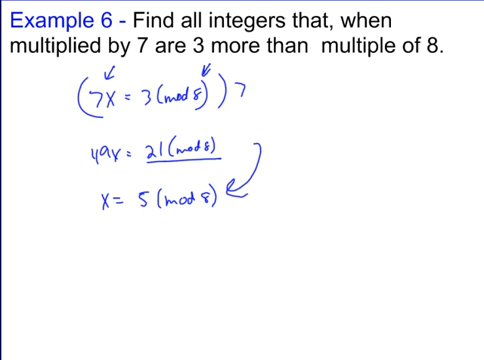 Example 6 - Find all integers that, when
multiplied by 7 are 3 more than multiple of 8.
(7x = 3 (mod 8)) 7
49x = 21 (mod 8)
x = 5 (mod 8)